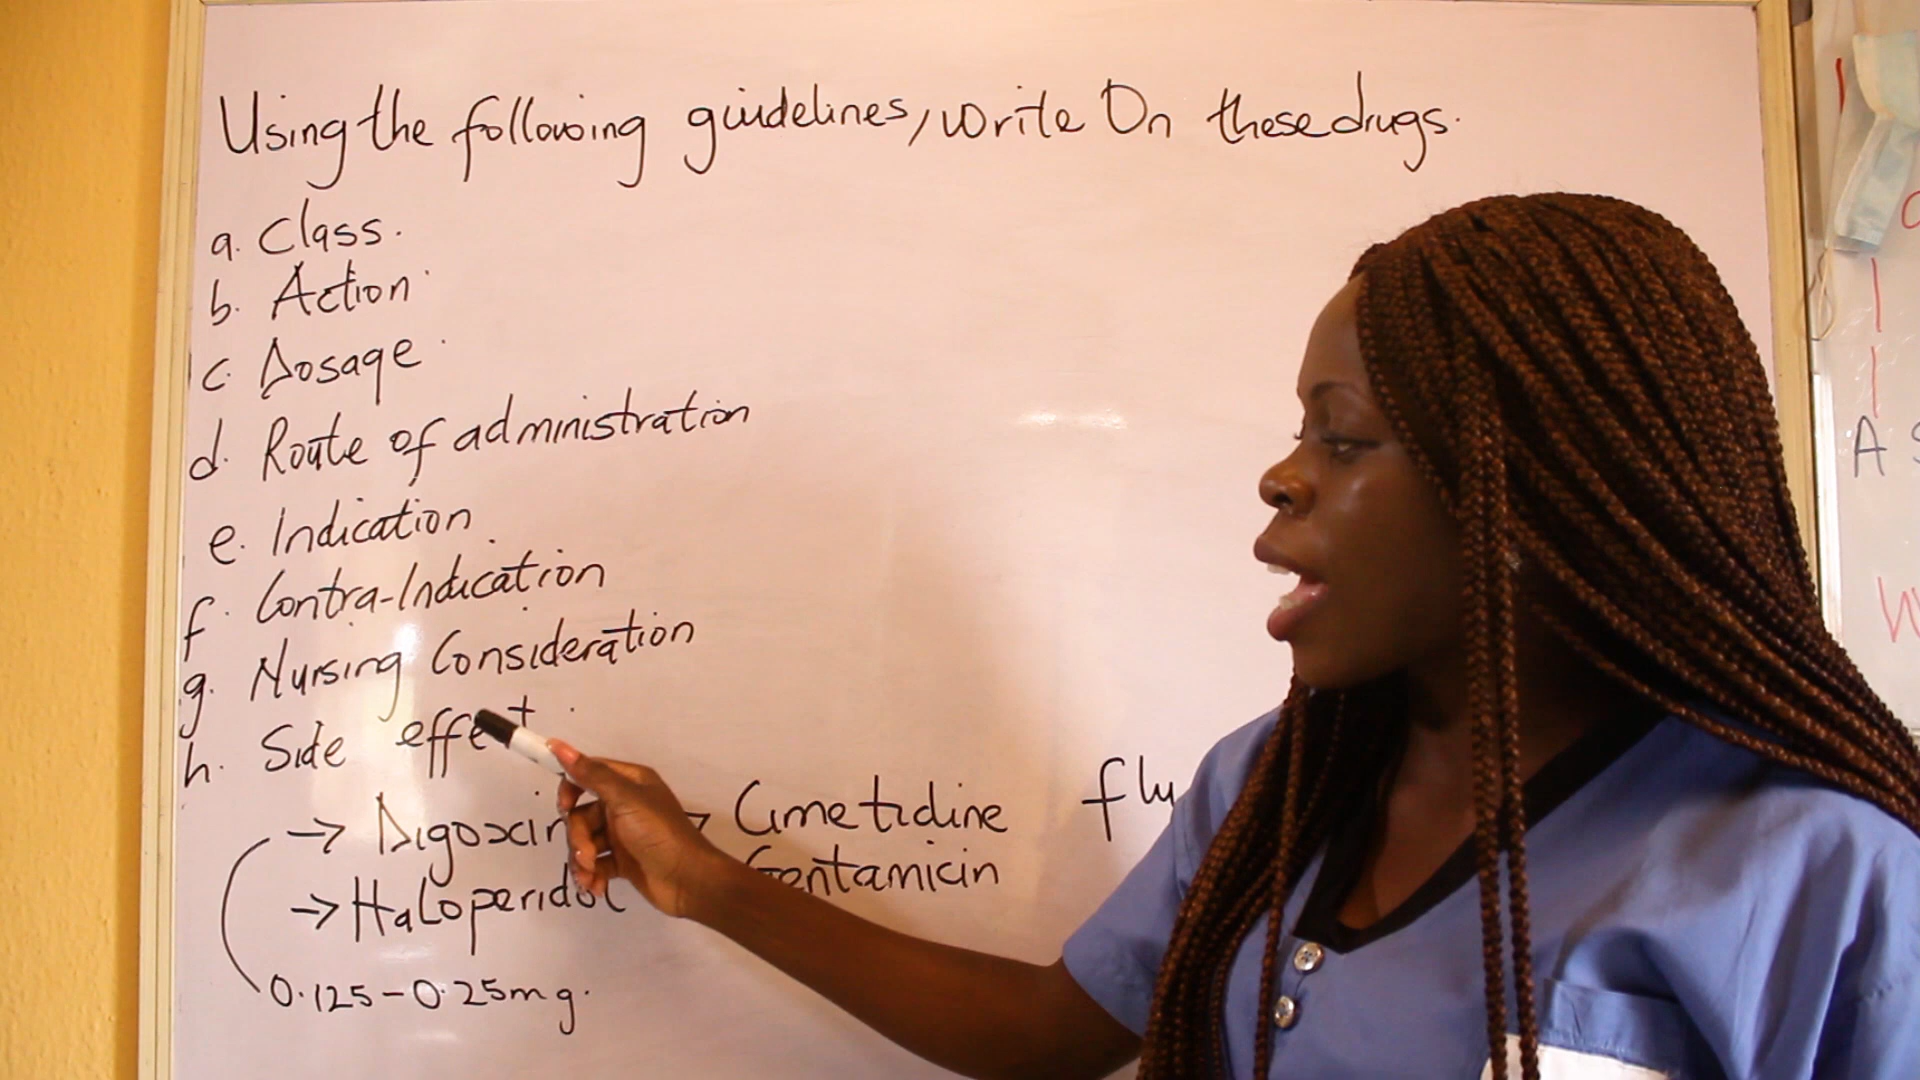 Using the following guidelines, write On these drugs.
a. Class.
b. Action
c. Dosage
d. Route of administration
e. Indication
f. Contra-Indication
g. Nursing Consideration
h. Side effect
→ Digoxin → Cimetidine
→ Haloperidol Gentamicin
0.125-0.25mg.